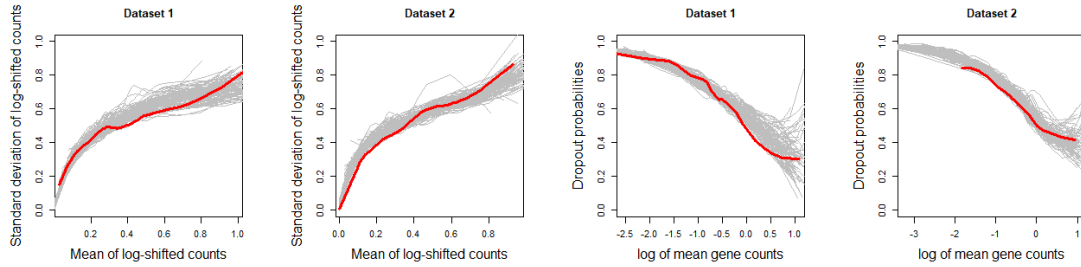 Dataset 1
Standard deviation of log-shifted counts
0.0 0.2 0.4 0.6 0.8 1.0
0.2 0.4 0.6 0.8 1.0
Mean of log-shifted counts
Dataset 2
Standard deviation of log-shifted counts
0.0 0.2 0.4 0.6 0.8 1.0
0.0 0.2 0.4 0.6 0.8
Mean of log-shifted counts
Dataset 1
Dropout probabilities
0.0 0.2 0.4 0.6 0.8 1.0
-2.5 -2.0 -1.5 -1.0 -0.5 0.0 0.5 1.0
log of mean gene counts
Dataset 2
Dropout probabilities
0.0 0.2 0.4 0.6 0.8 1.0
-3 -2 -1 0 1
log of mean gene counts